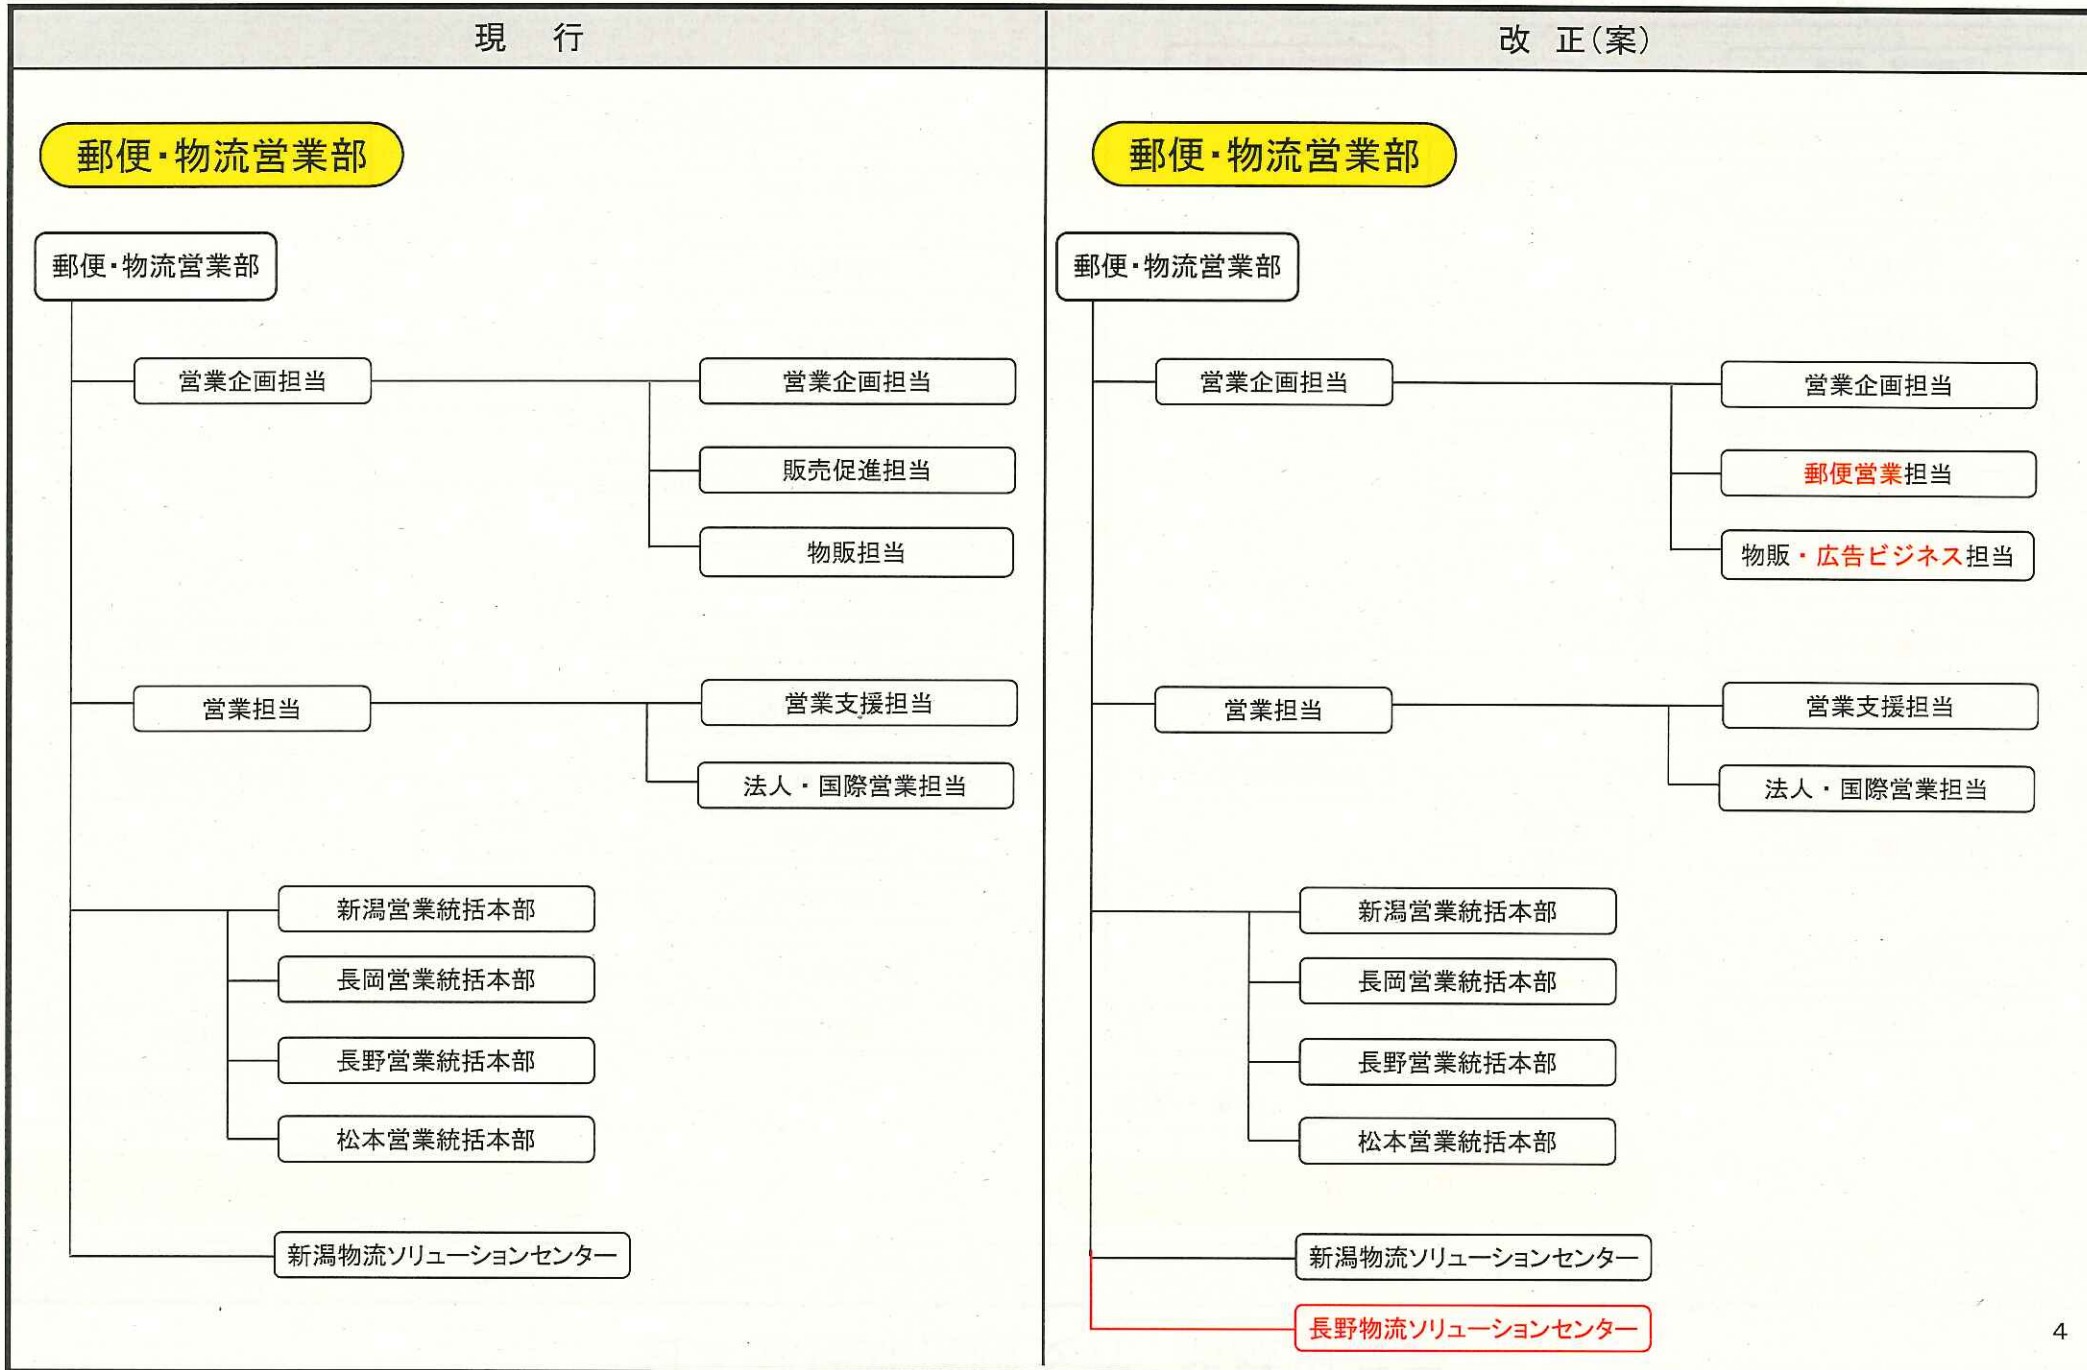 現 行
郵便・物流営業部
郵便・物流営業部
営業企画担当
営業企画担当
販売促進担当
物販担当
営業担当
営業支援担当
法人・国際営業担当
新潟営業統括本部
長岡営業統括本部
長野営業統括本部
松本営業統括本部
新潟物流ソリューションセンター
改 正(案)
郵便・物流営業部
郵便・物流営業部
営業企画担当
営業企画担当
郵便営業担当
物販・広告ビジネス担当
営業担当
営業支援担当
法人・国際営業担当
新潟営業統括本部
長岡営業統括本部
長野営業統括本部
松本営業統括本部
新潟物流ソリューションセンター
長野物流ソリューションセンター
4